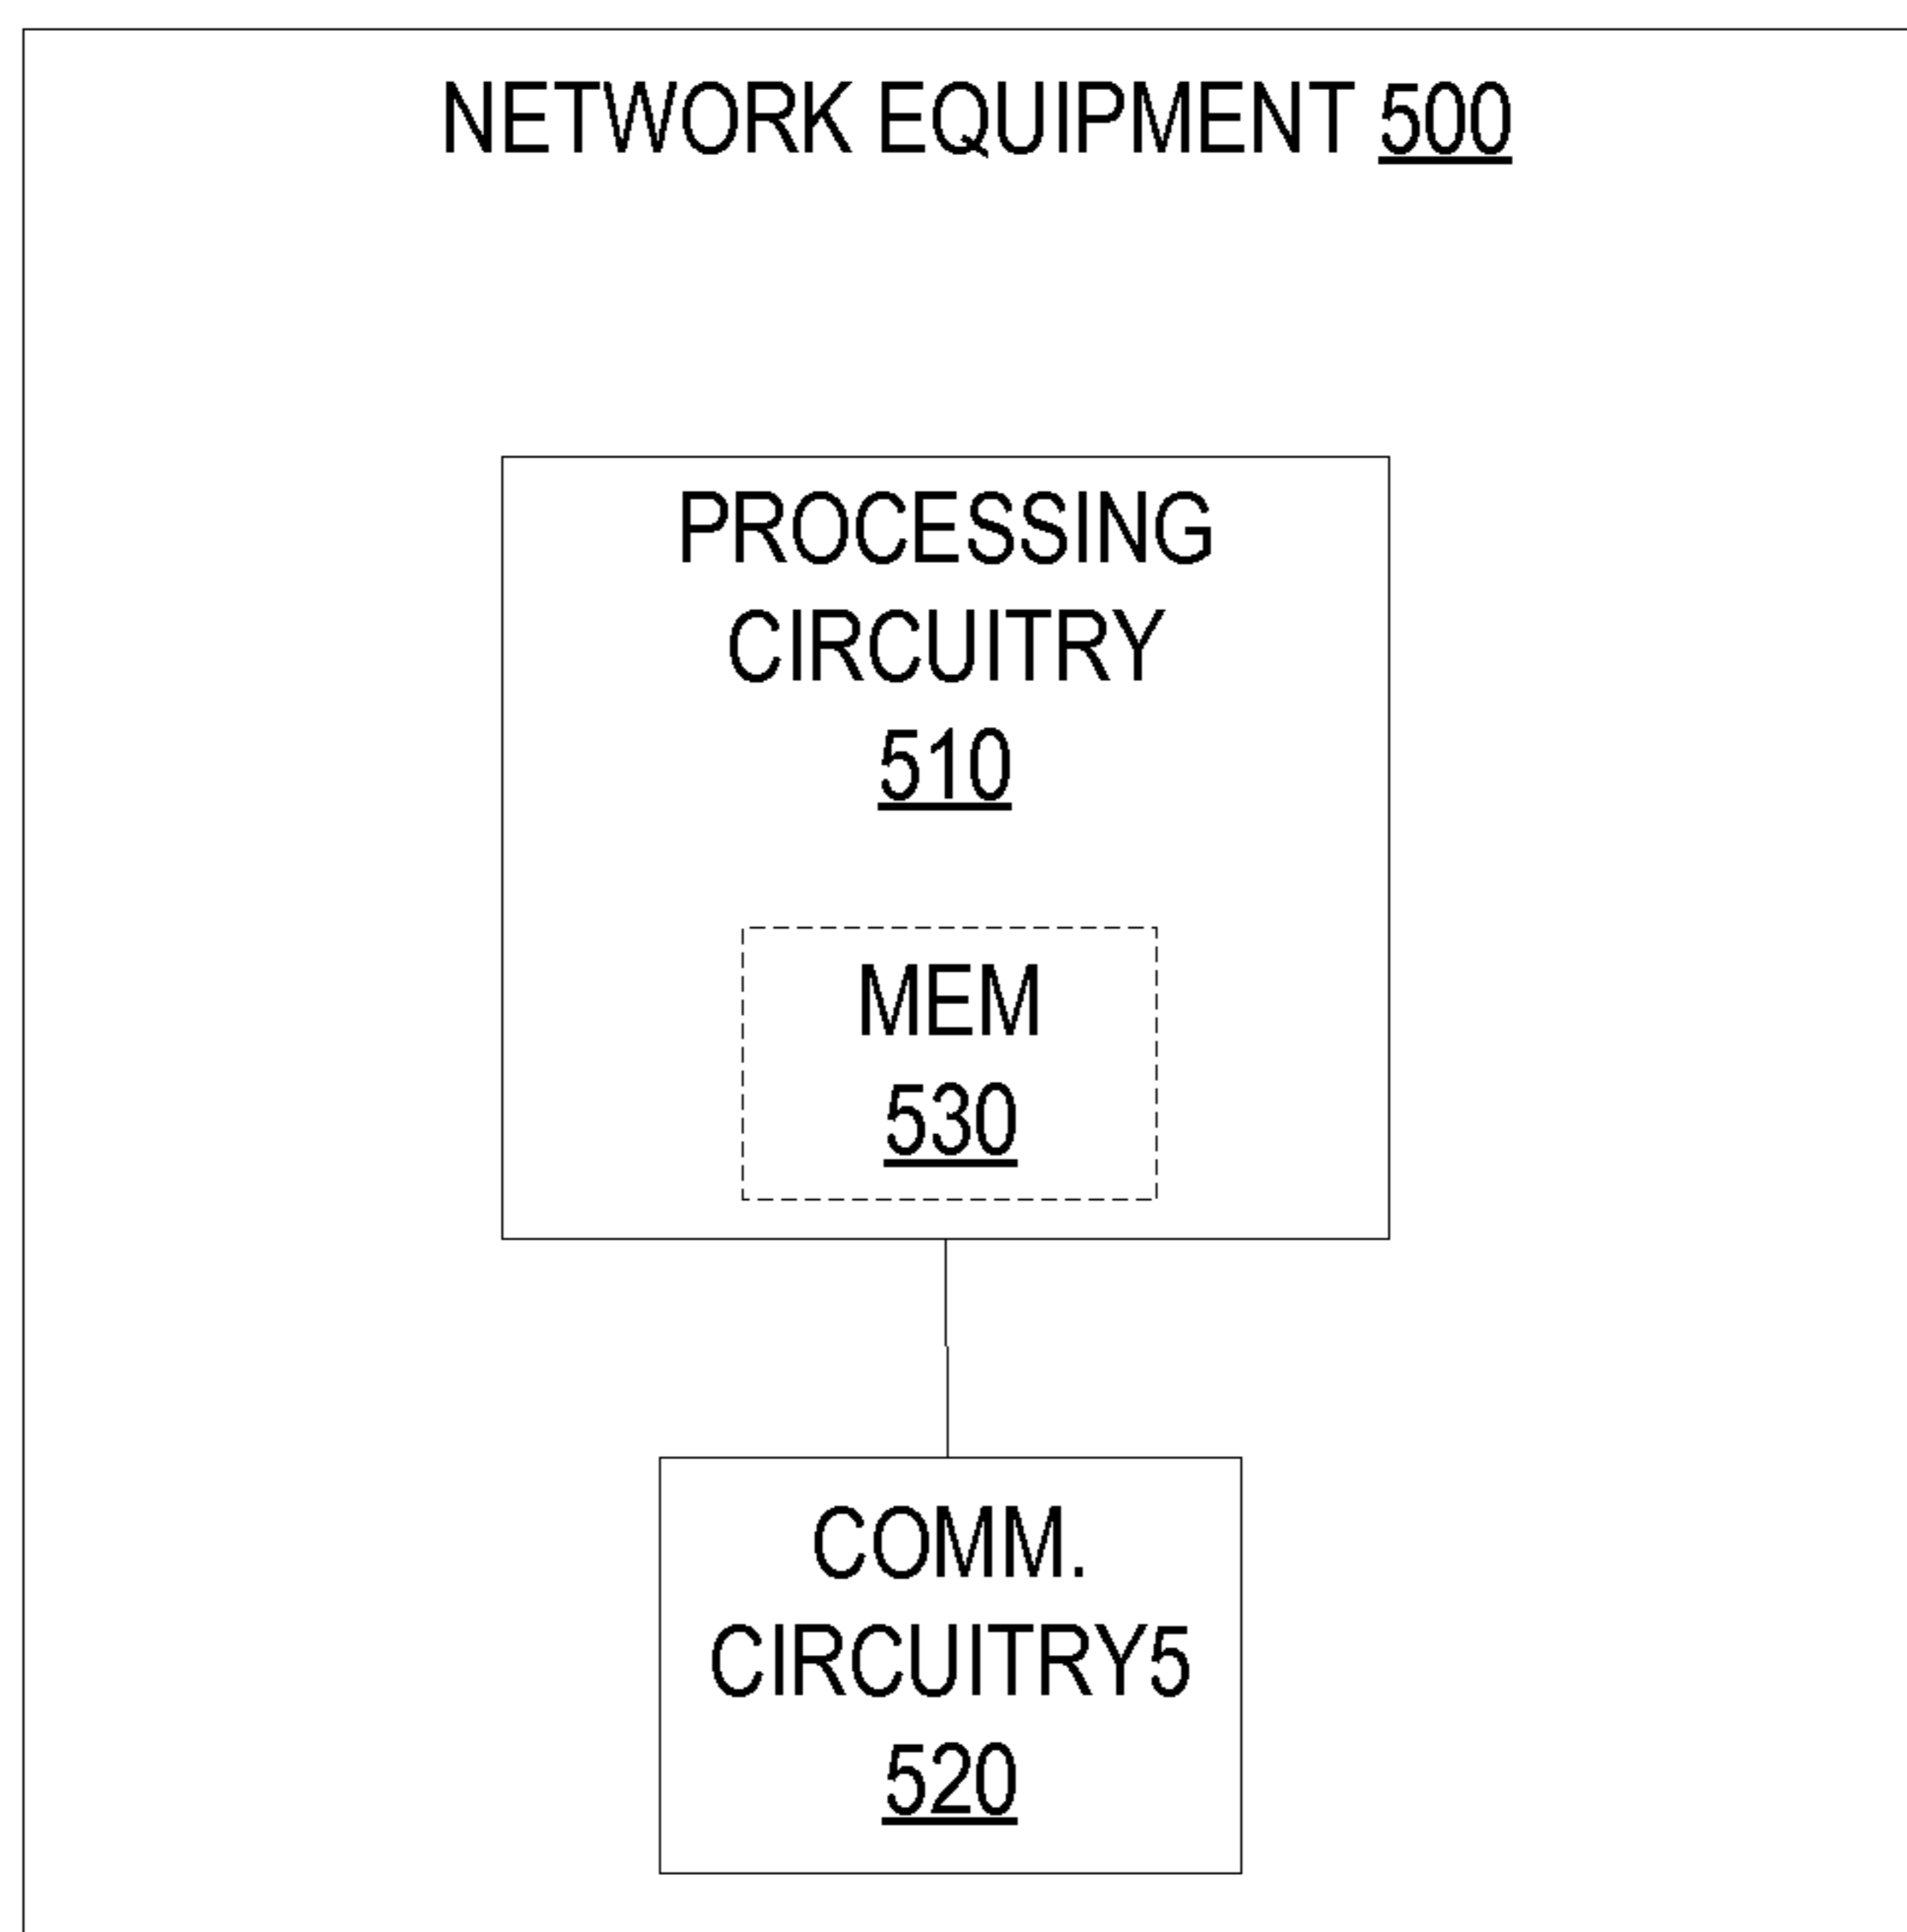 NETWORK EQUIPMENT 500
PROCESSING
CIRCUITRY
510
MEM
530
COMM.
CIRCUITRY5
520